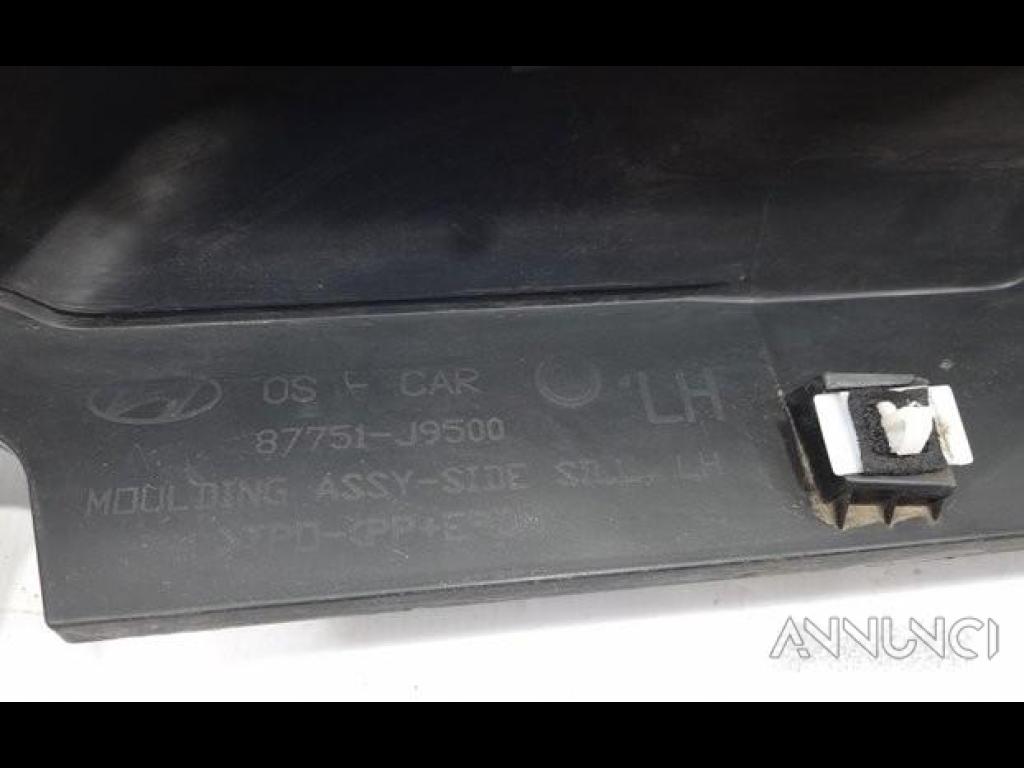 OS CAR LH
87751-J9500
MOULDING ASSY-SIDE SILL, LH
ANNUNCI